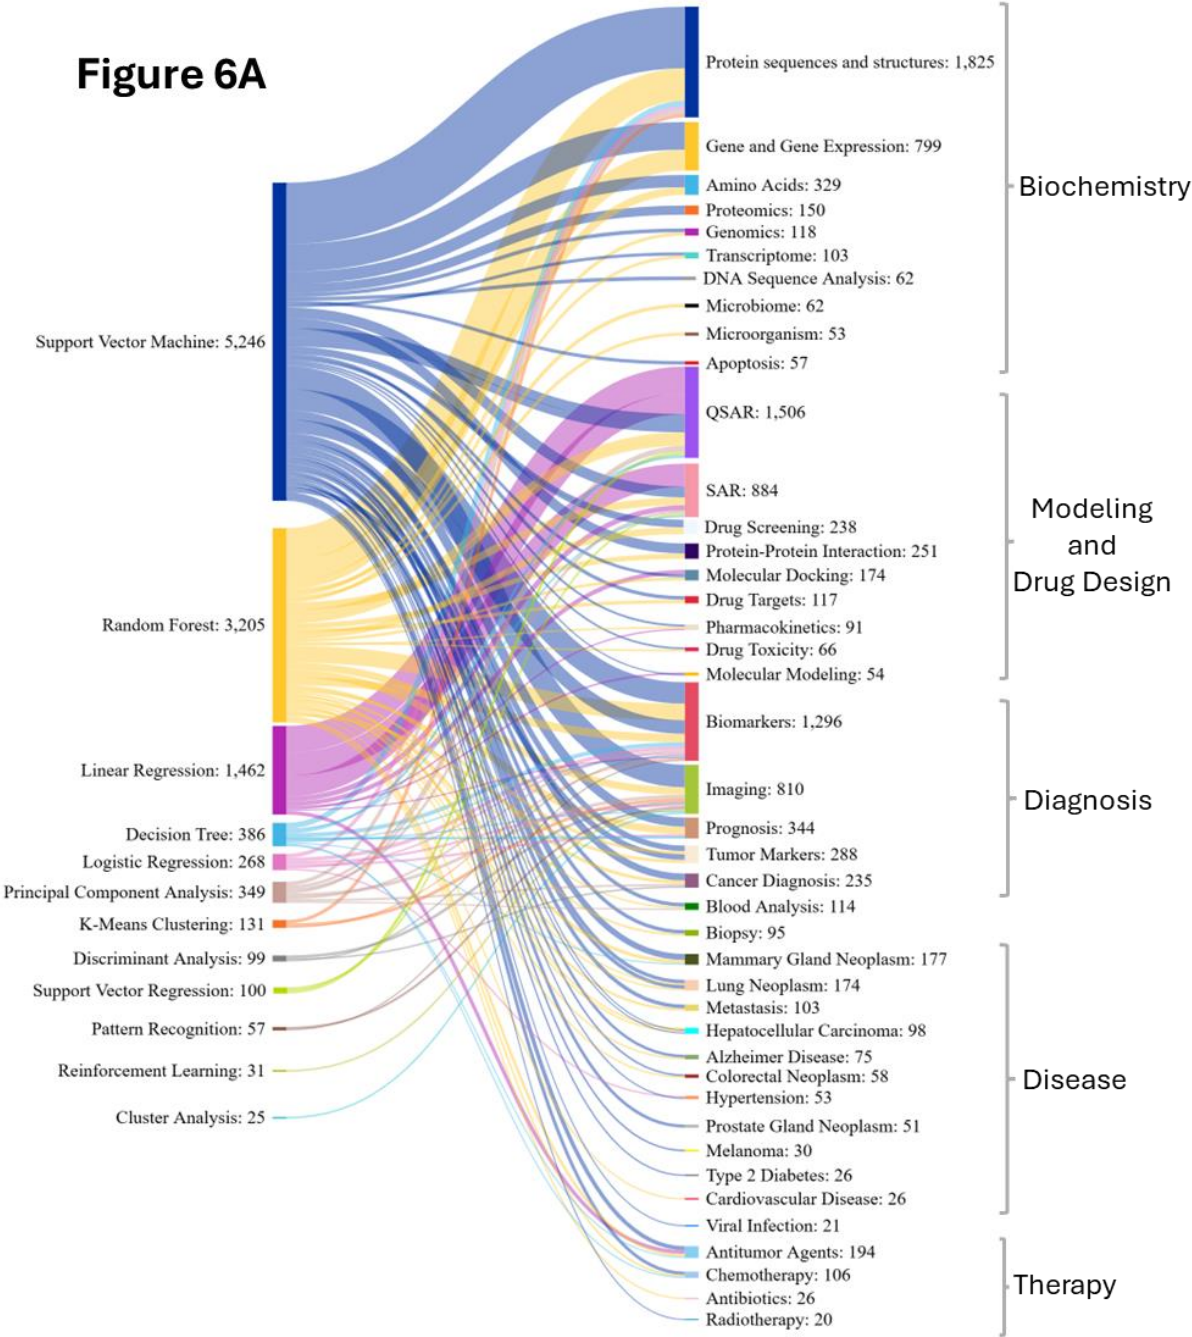 Figure 6A
Support Vector Machine: 5,246
Random Forest: 3,205
Linear Regression: 1,462
Decision Tree: 386
Logistic Regression: 268
Principal Component Analysis: 349
K-Means Clustering: 131
Discriminant Analysis: 99
Support Vector Regression: 100
Pattern Recognition: 57
Reinforcement Learning: 31
Cluster Analysis: 25
Protein sequences and structures: 1,825
Gene and Gene Expression: 799
Amino Acids: 329
Proteomics: 150
Genomics: 118
Transcriptome: 103
DNA Sequence Analysis: 62
Microbiome: 62
Microorganism: 53
Apoptosis: 57
QSAR: 1,506
SAR: 884
Drug Screening: 238
Protein-Protein Interaction: 251
Molecular Docking: 174
Drug Targets: 117
Pharmacokinetics: 91
Drug Toxicity: 66
Molecular Modeling: 54
Biomarkers: 1,296
Imaging: 810
Prognosis: 344
Tumor Markers: 288
Cancer Diagnosis: 235
Blood Analysis: 114
Biopsy: 95
Mammary Gland Neoplasm: 177
Lung Neoplasm: 174
Metastasis: 103
Hepatocellular Carcinoma: 98
Alzheimer Disease: 75
Colorectal Neoplasm: 58
Hypertension: 53
Prostate Gland Neoplasm: 51
Melanoma: 30
Type 2 Diabetes: 26
Cardiovascular Disease: 26
Viral Infection: 21
Antitumor Agents: 194
Chemotherapy: 106
Antibiotics: 26
Radiotherapy: 20
Biochemistry
Modeling
and
Drug Design
Diagnosis
Disease
Therapy